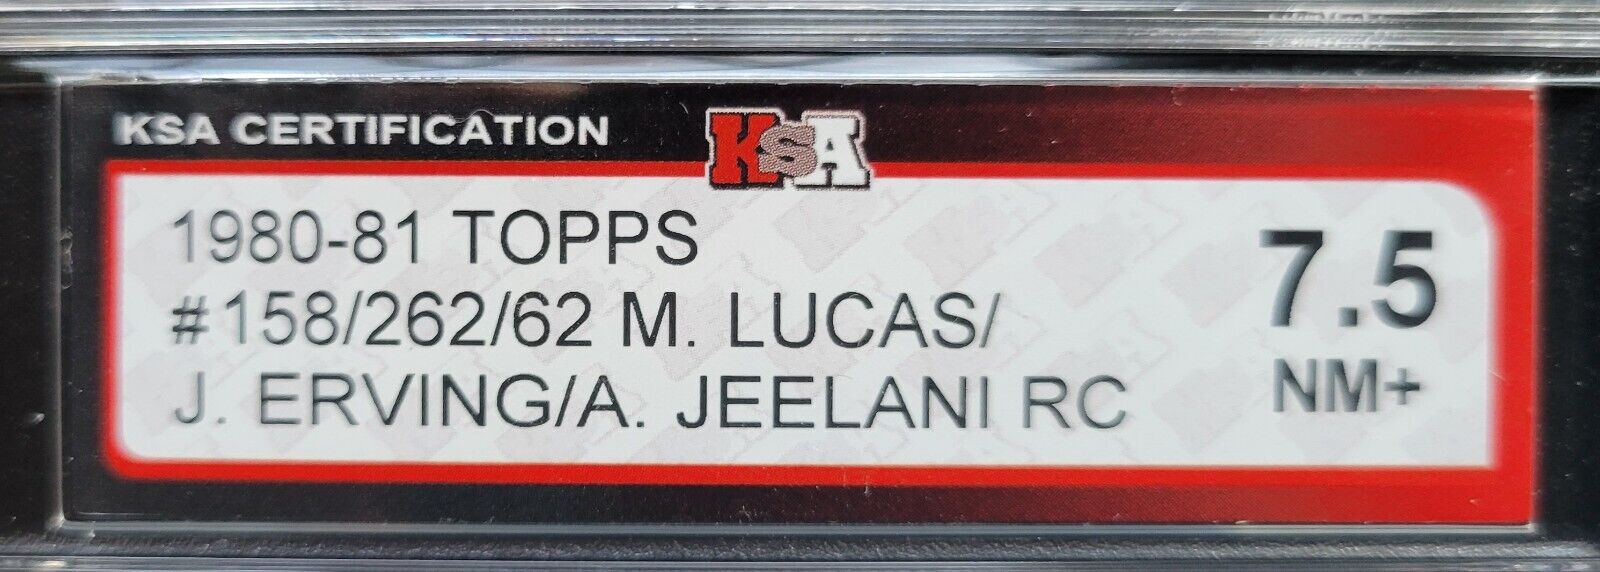 KSA CERTIFICATION
KSA
1980-81 TOPPS
#158/262/62 M. LUCAS/
J. ERVING/A. JEELANI RC
7.5
NM+